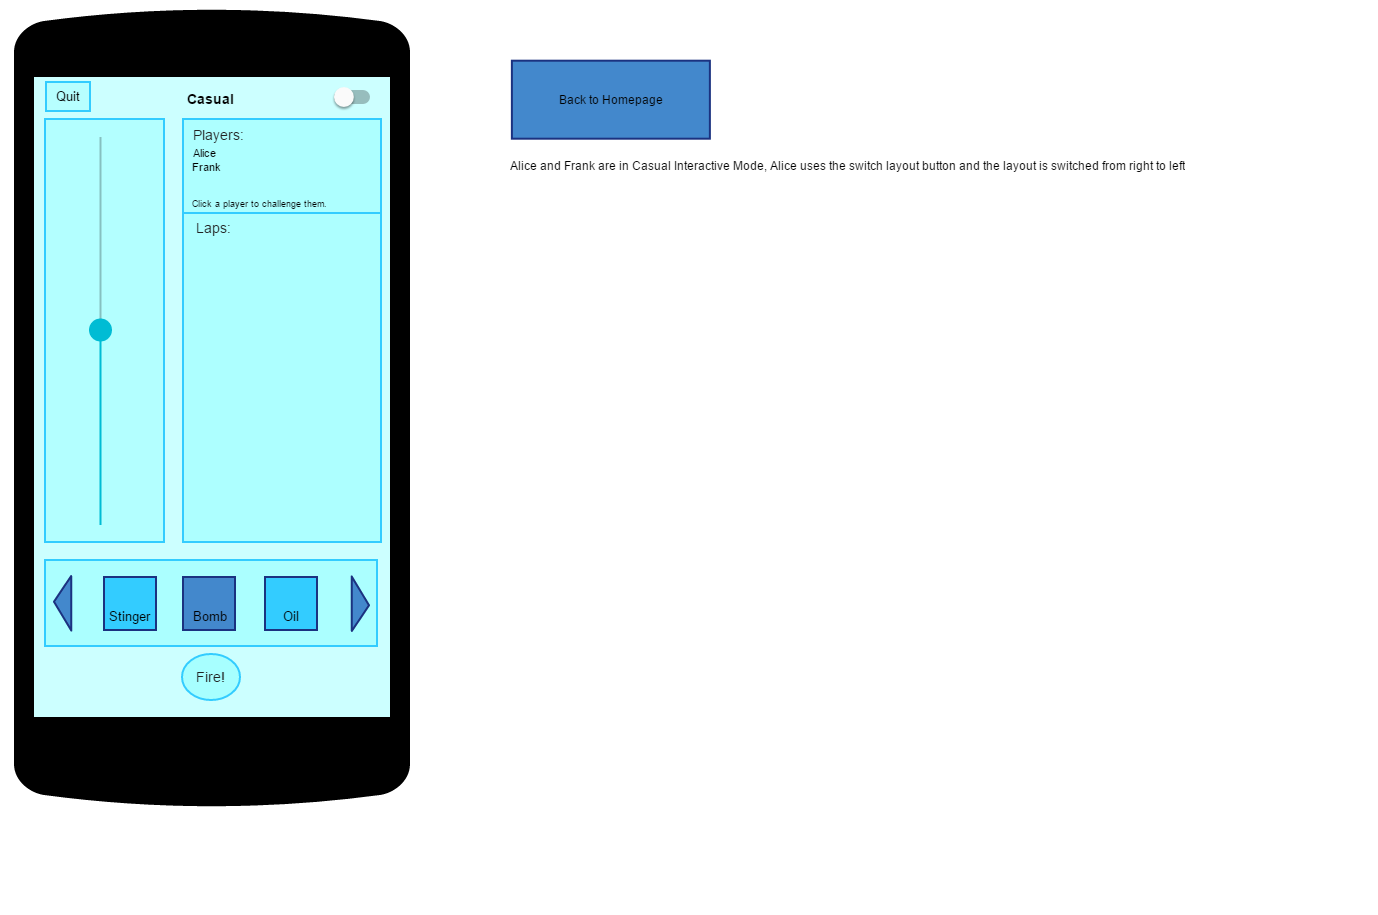 Quit
Casual
Players:
Alice
Frank
Click a player to challenge them.
Laps:
Stinger
Bomb
Oil
Fire!
Back to Homepage
Alice and Frank are in Casual Interactive Mode, Alice uses the switch layout button and the layout is switched from right to left